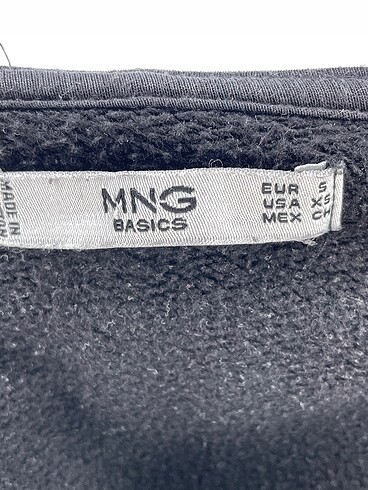 MNG
BASICS
EUR S
USA XS
MEX CH
MADE IN